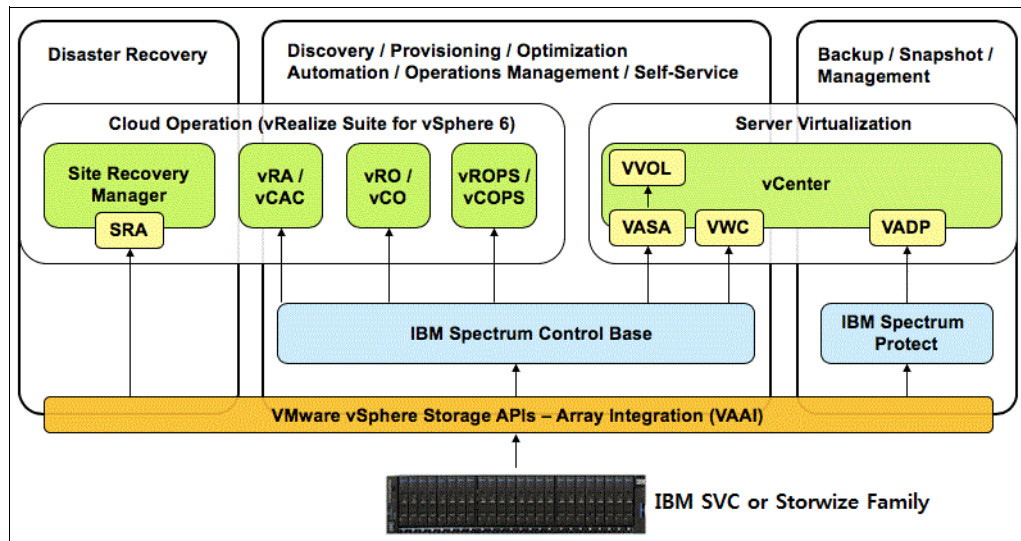 Disaster Recovery
Discovery / Provisioning / Optimization
Automation / Operations Management / Self-Service
Backup / Snapshot /
Management
Cloud Operation (vRealize Suite for vSphere 6)
Server Virtualization
Site Recovery
Manager
SRA
vRA /
vCAC
vRO /
vCO
vROPS /
vCOPS
VVOL
vCenter
VASA
VWC
VADP
IBM Spectrum Control Base
IBM Spectrum
Protect
VMware vSphere Storage APIs – Array Integration (VAAI)
IBM SVC or Storwize Family